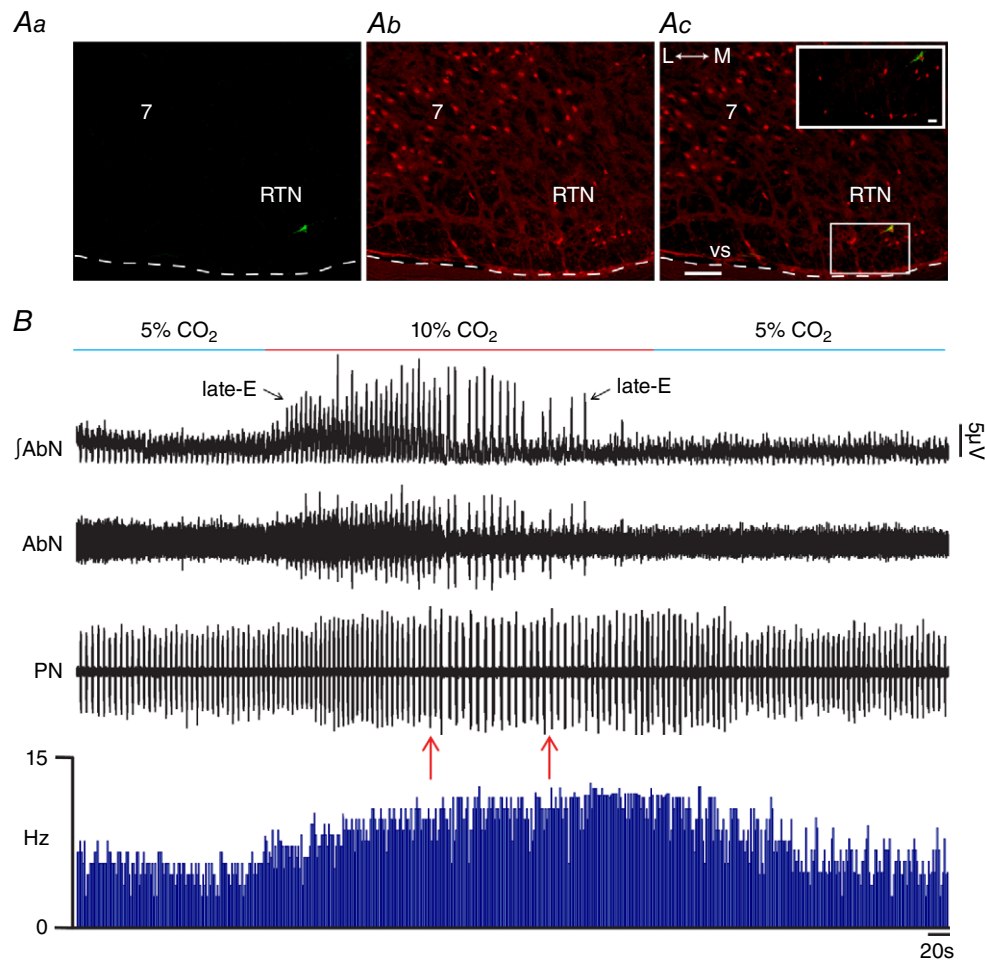 Aa
Ab
Ac
7
RTN
7
RTN
L M
7
RTN
vs
B
5% CO₂
10% CO₂
5% CO₂
late-E
late-E
∫AbN
5µV
AbN
PN
15
Hz
0
20s